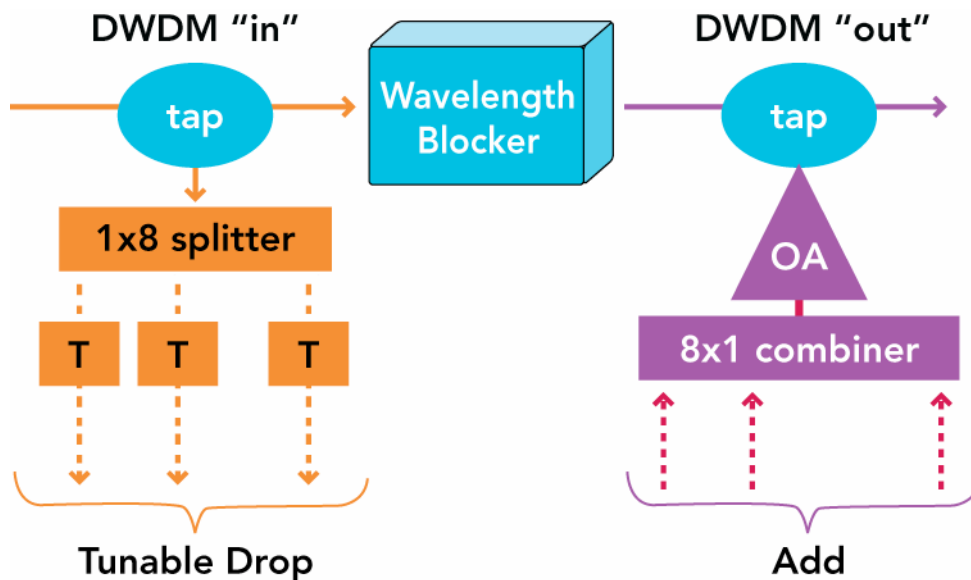 DWDM “in”
DWDM “out”
tap
Wavelength
Blocker
tap
1x8 splitter
OA
T
T
T
8x1 combiner
Tunable Drop
Add